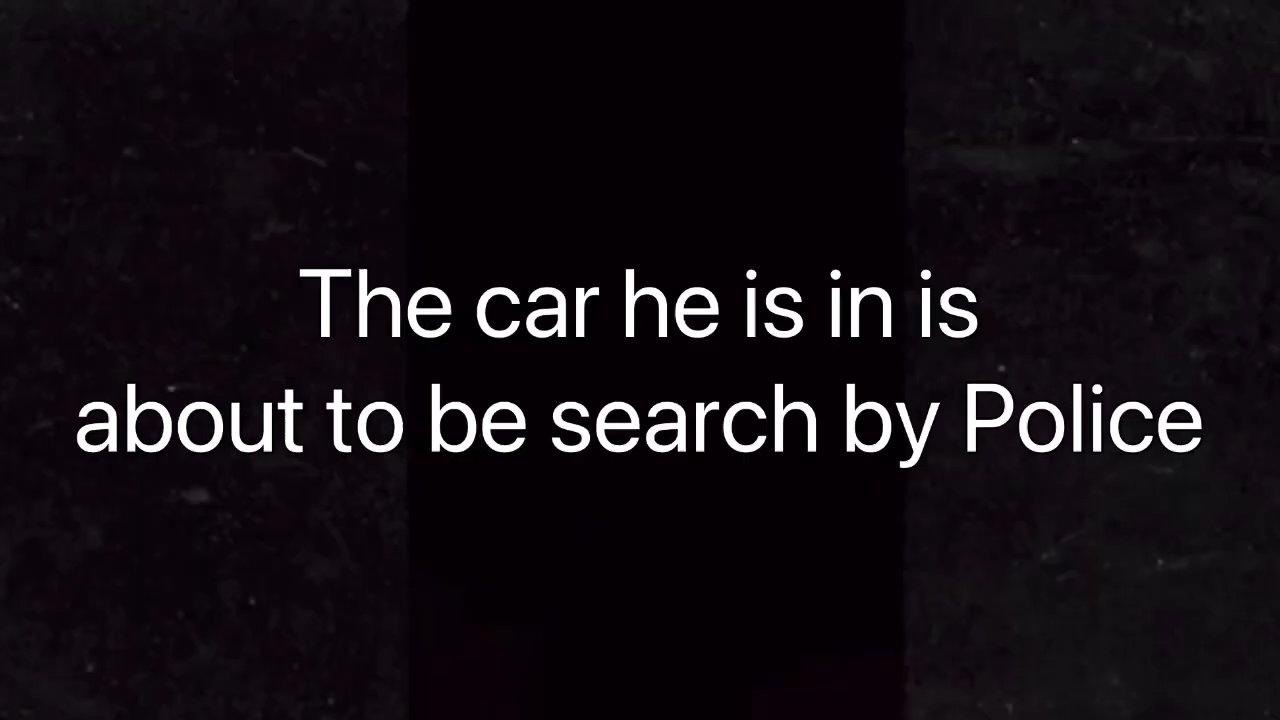 The car he is in is
about to be search by Police